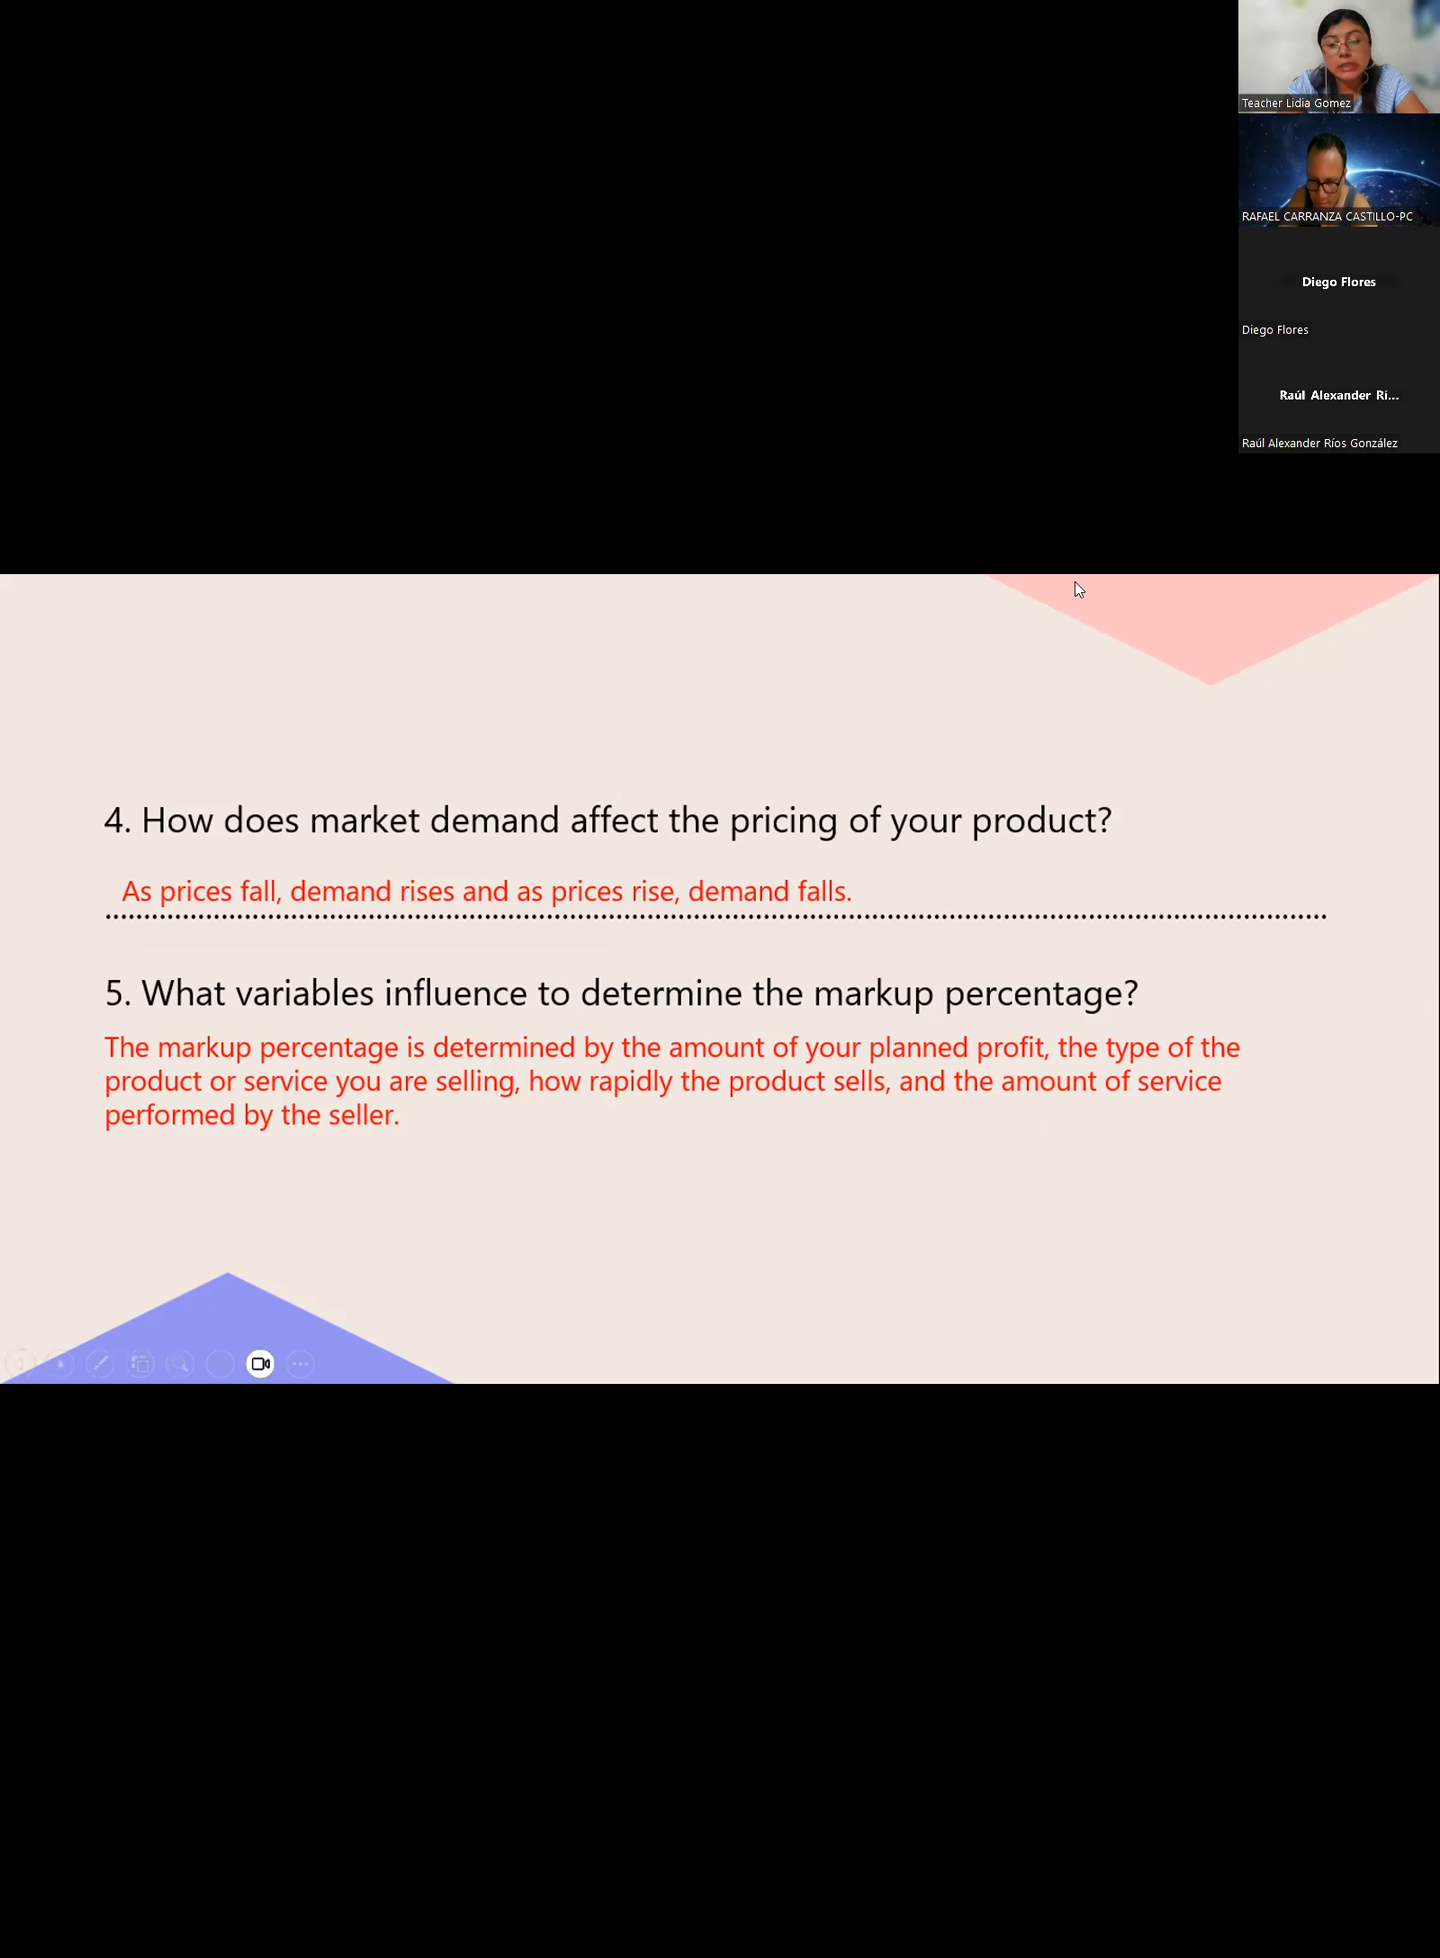 Teacher Lidia Gomez
RAFAEL CARRANZA CASTILLO-PC
Diego Flores
Diego Flores
Raúl Alexander Rí...
Raúl Alexander Ríos González
4. How does market demand affect the pricing of your product?
As prices fall, demand rises and as prices rise, demand falls.
5. What variables influence to determine the markup percentage?
The markup percentage is determined by the amount of your planned profit, the type of the
product or service you are selling, how rapidly the product sells, and the amount of service
performed by the seller.